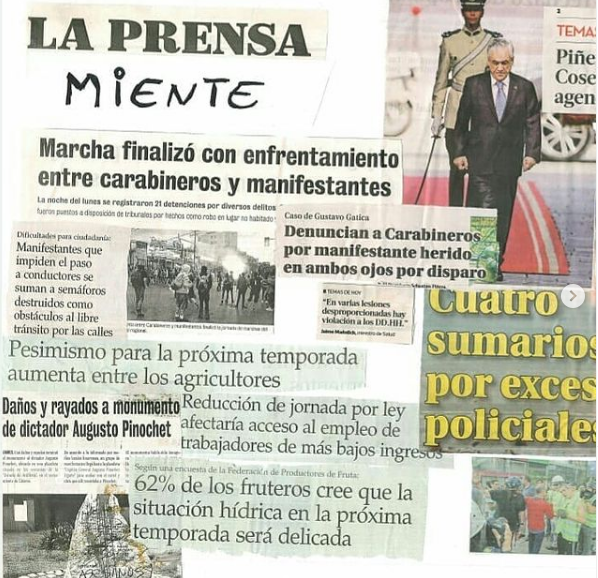 LA PRENSA
MIENTE
TEMAS
Piñe
Cose
agen
Marcha finalizó con enfrentamiento
entre carabineros y manifestantes
La noche del lunes se registraron 21 detenciones por diversos delitos
fueron puestos a disposición de tribunales por hechos como robo en lugar no habitado
Caso de Gustavo Gatica
Denuncian a Carabineros
por manifestante herido
en ambos ojos por disparo
Dificultades para ciudadanía:
Manifestantes que
impiden el paso
a conductores se
suman a semáforos
destruidos como
obstáculos al libre
tránsito por las calles
TEMAS DE HOY
"En varias lesiones
desproporcionadas hay
violación a los DD.HH."
Cuatro
sumarios
por exces
policiales
Pesimismo para la próxima temporada
aumenta entre los agricultores
Daños y rayados a monumento
de dictador Augusto Pinochet
Reducción de jornada por ley
afectaría acceso al empleo de
trabajadores de más bajos ingresos
Según una encuesta de la Federación de Productores de Fruta:
62% de los fruteros cree que la
situación hídrica en la próxima
temporada será delicada